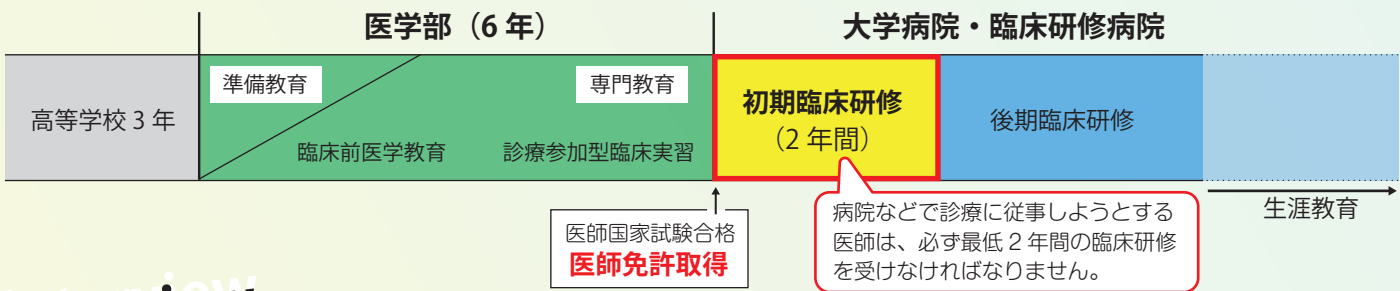 医学部（6 年）
大学病院・臨床研修病院
高等学校 3 年
準備教育
専門教育
臨床前医学教育
診療参加型臨床実習
初期臨床研修
（2 年間）
後期臨床研修
医師国家試験合格
医師免許取得
病院などで診療に従事しようとする
医師は、必ず最低 2 年間の臨床研修
を受けなければなりません。
生涯教育